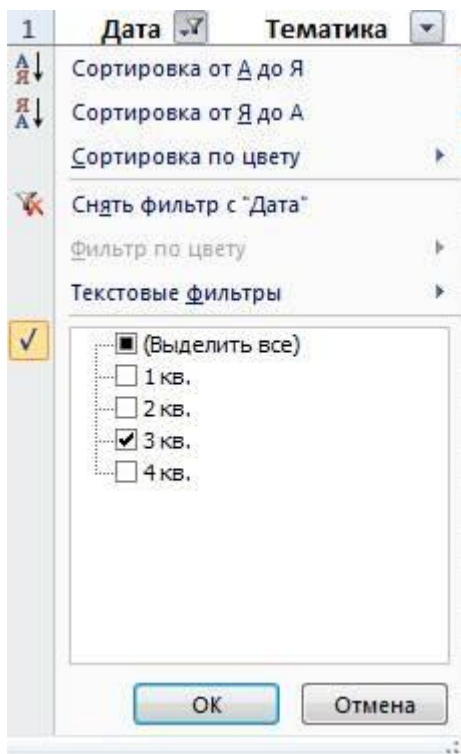 1 Дата Тематика
Сортировка от А до Я
Сортировка от Я до А
Сортировка по цвету
Снять фильтр с "Дата"
Фильтр по цвету
Текстовые фильтры
(Выделить все)
1 кв.
2 кв.
3 кв.
4 кв.
ОК Отмена